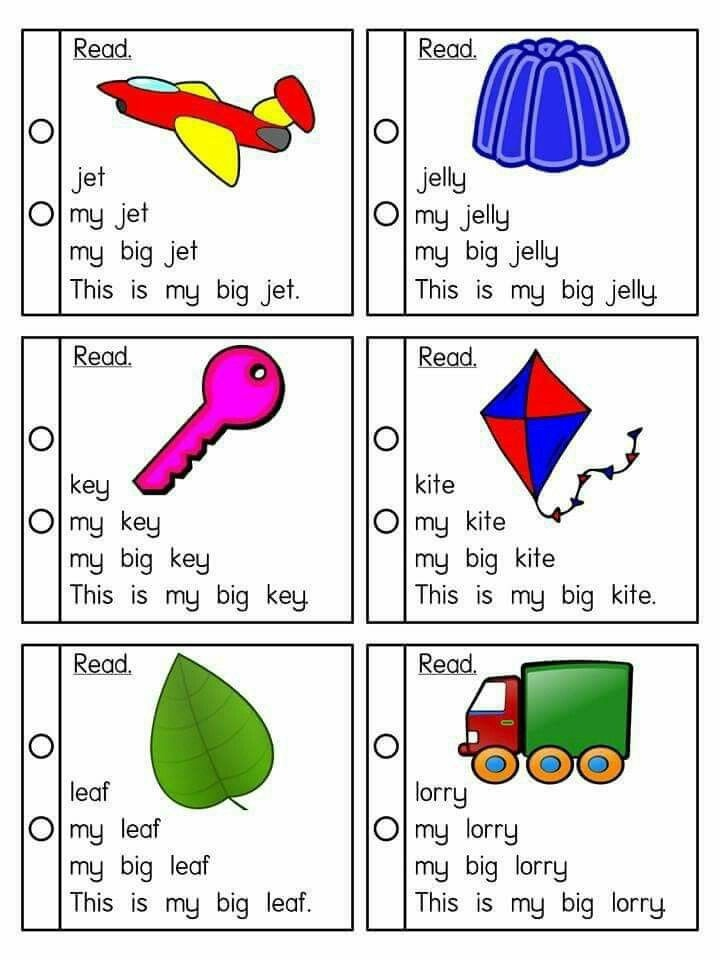 Read.
jet
my jet
my big jet
This is my big jet.
Read.
jelly
my jelly
my big jelly
This is my big jelly.
Read.
key
my key
my big key
This is my big key.
Read.
kite
my kite
my big kite
This is my big kite.
Read.
leaf
my leaf
my big leaf
This is my big leaf.
Read.
lorry
my lorry
my big lorry
This is my big lorry.